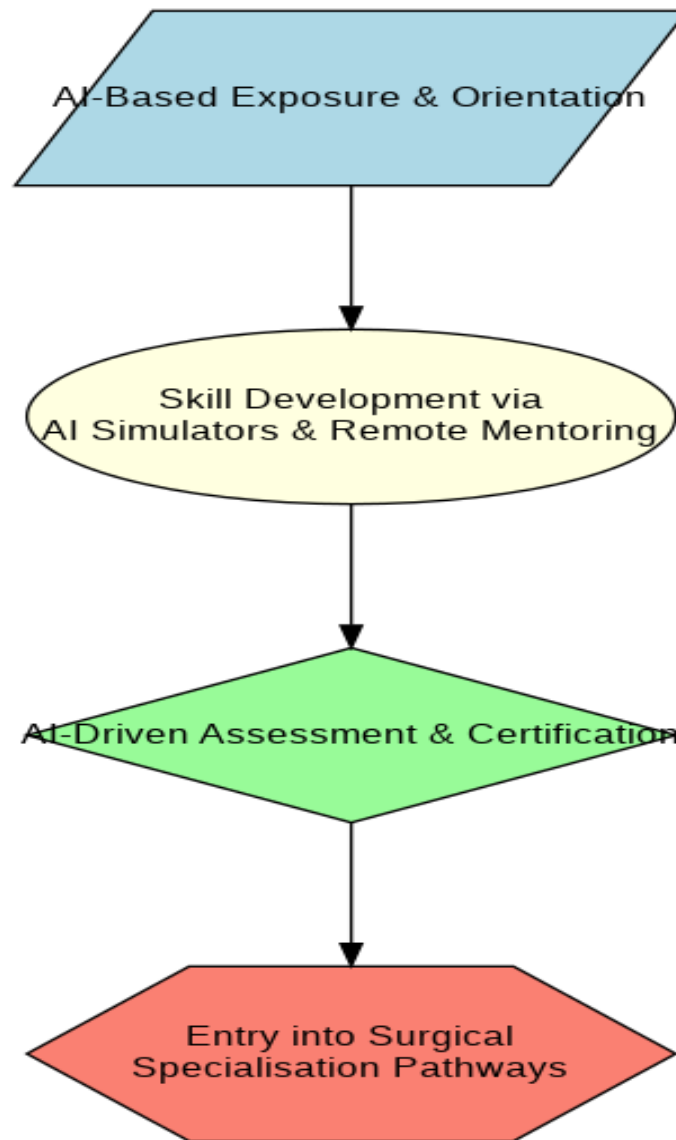 AI-Based Exposure & Orientation
Skill Development via
AI Simulators & Remote Mentoring
AI-Driven Assessment & Certification
Entry into Surgical
Specialisation Pathways